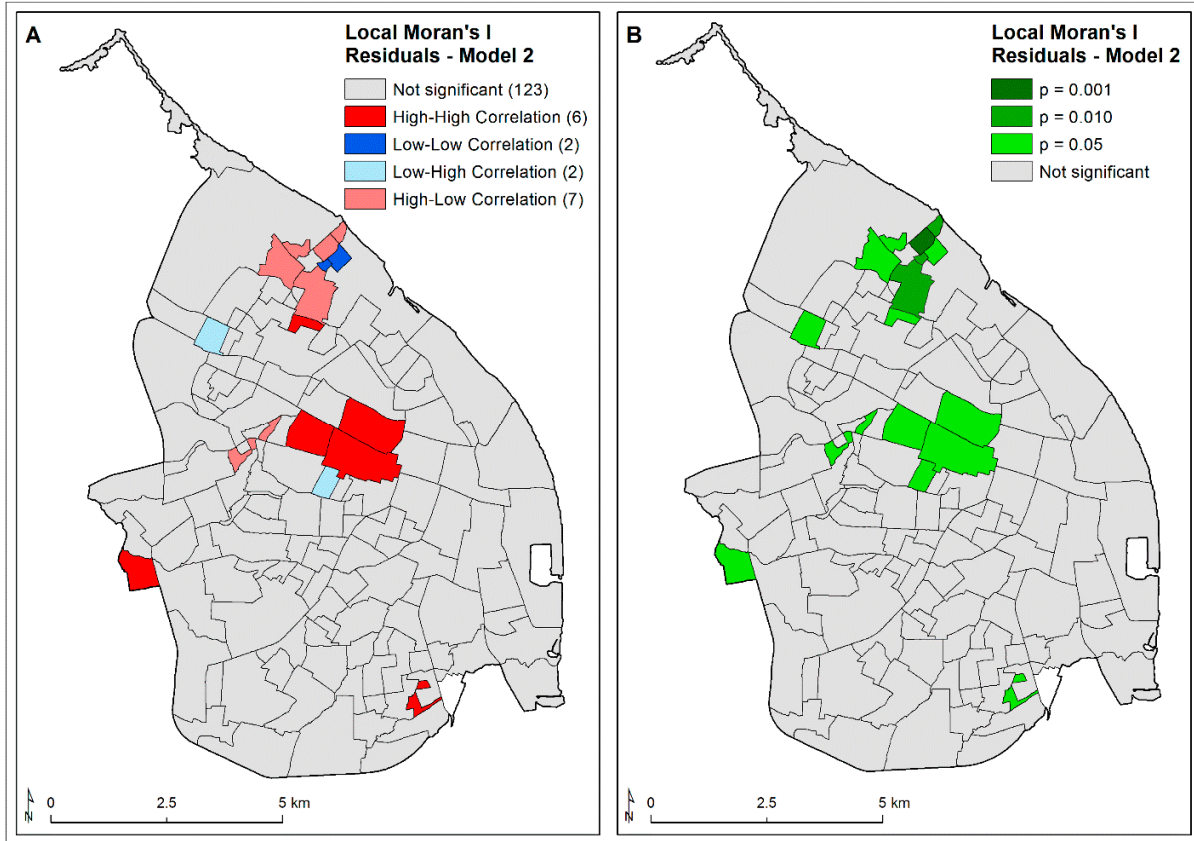 A
Local Moran's I
Residuals - Model 2
Not significant (123)
High-High Correlation (6)
Low-Low Correlation (2)
Low-High Correlation (2)
High-Low Correlation (7)
N
0 2.5 5 km
B
Local Moran's I
Residuals - Model 2
p = 0.001
p = 0.010
p = 0.05
Not significant
N
0 2.5 5 km